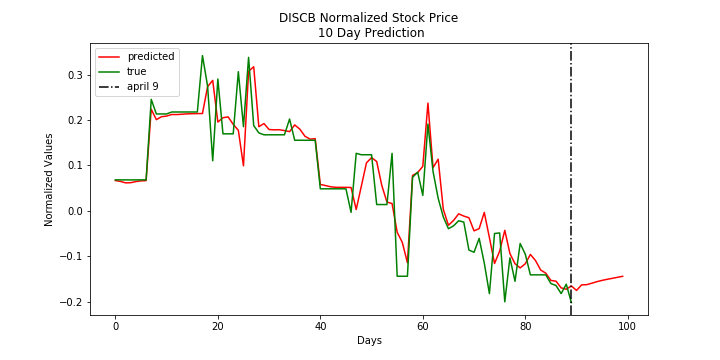 DISCB Normalized Stock Price
10 Day Prediction
predicted
true
april 9
Normalized Values
0.3
0.2
0.1
0.0
−0.1
−0.2
0
20
40
60
80
100
Days